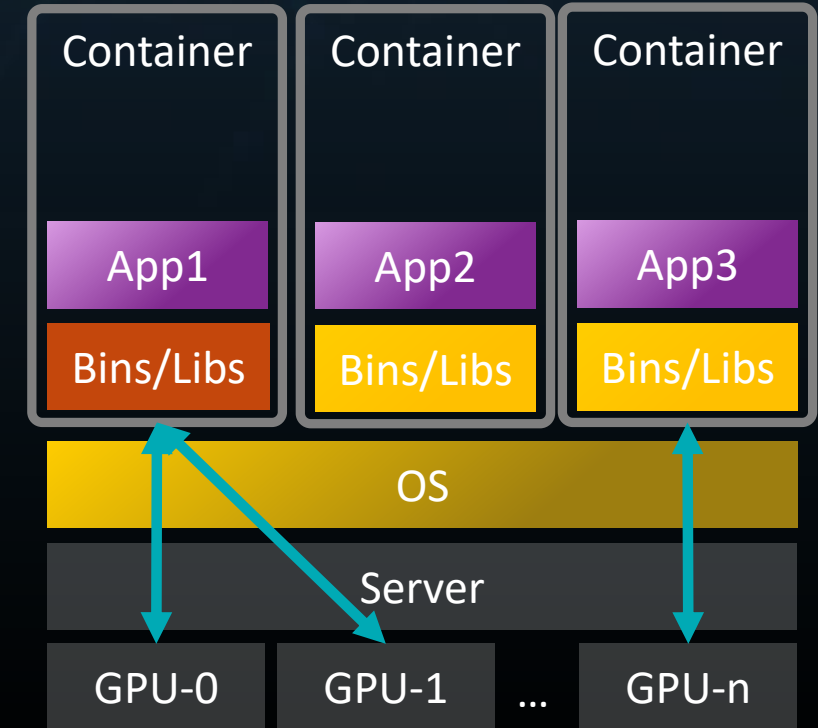 Container
Container
Container
App1
App2
App3
Bins/Libs
Bins/Libs
Bins/Libs
OS
Server
GPU-0
GPU-1
...
GPU-n